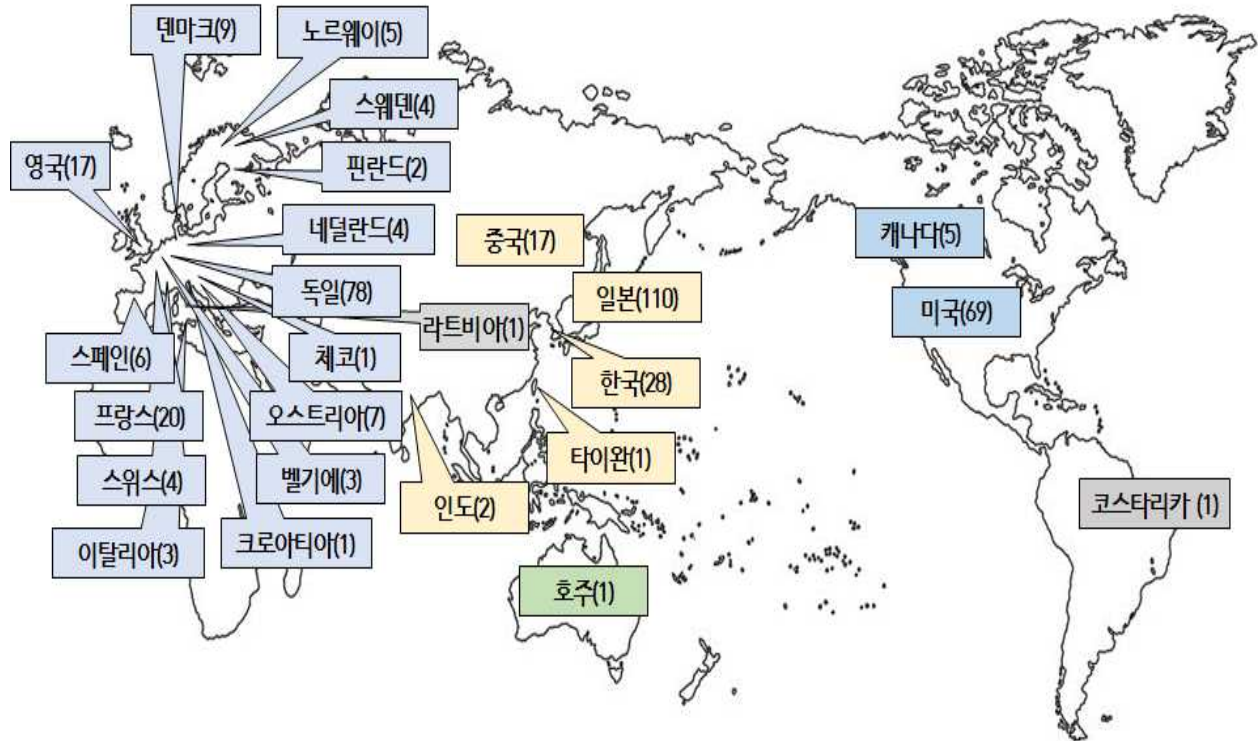 덴마크(9)
노르웨이(5)
스웨덴(4)
영국(17)
핀란드(2)
네덜란드(4)
중국(17)
캐나다(5)
독일(78)
일본(110)
미국(69)
라트비아(1)
스페인(6)
체코(1)
한국(28)
프랑스(20)
오스트리아(7)
타이완(1)
스위스(4)
벨기에(3)
인도(2)
코스타리카 (1)
이탈리아(3)
크로아티아(1)
호주(1)